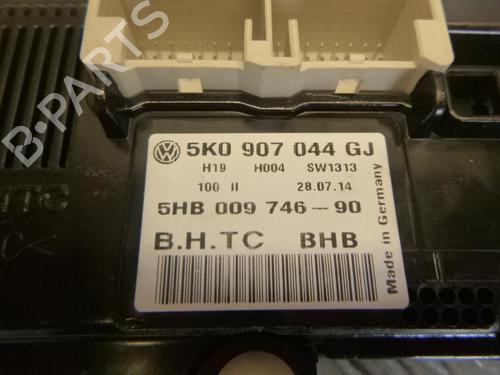 B-PARTS
5K0 907 044 GJ
H19 H004 SW1313
100 II 28.07.14
5HB 009 746-90
B.H.TC BHB
Made in Germany